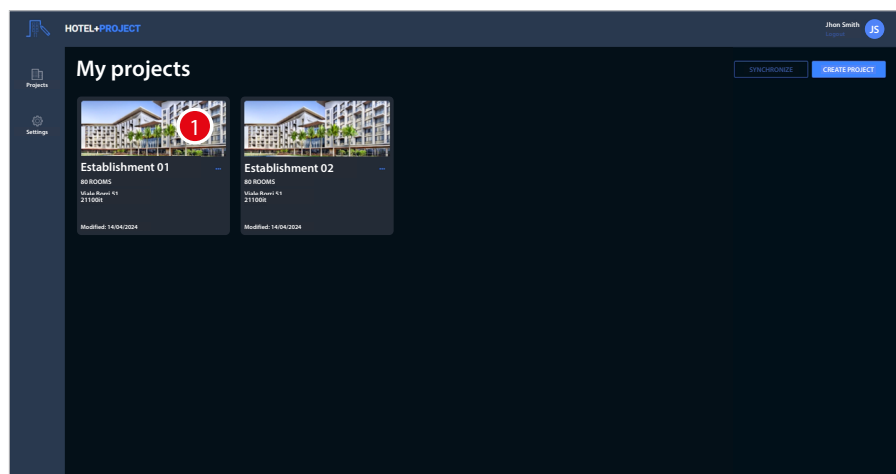 HOTEL+PROJECT
Jhon Smith
Logout
JS
Projects
Settings
My projects
SYNCHRONIZE
CREATE PROJECT
1
Establishment 01
...
80 ROOMS
Viale Borri 51
21100it
Modified: 14/04/2024
Establishment 02
...
80 ROOMS
Viale Borri 51
21100it
Modified: 14/04/2024